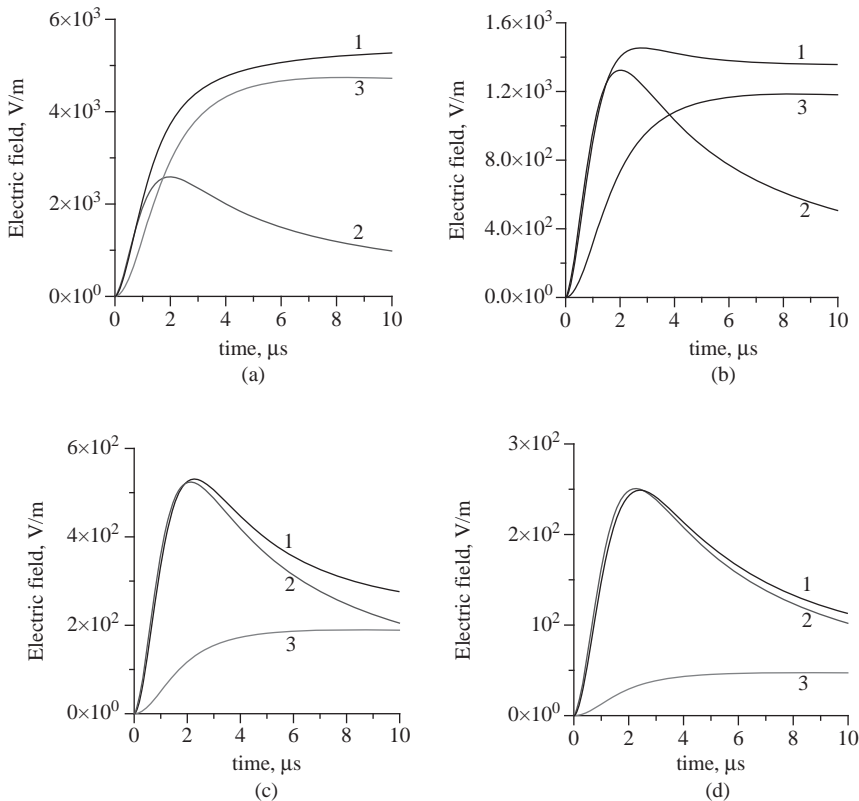 6×10³
4×10³
2×10³
0×10⁰
Electric field, V/m
1
3
2
0 2 4 6 8 10
time, μs
(a)
1.6×10³
1.2×10³
8.0×10²
4.0×10²
0.0×10⁰
Electric field, V/m
1
3
2
0 2 4 6 8 10
time, μs
(b)
6×10²
4×10²
2×10²
0×10⁰
Electric field, V/m
1
2
3
0 2 4 6 8 10
time, μs
(c)
3×10²
2×10²
10²
0×10⁰
Electric field, V/m
1
2
3
0 2 4 6 8 10
time, μs
(d)